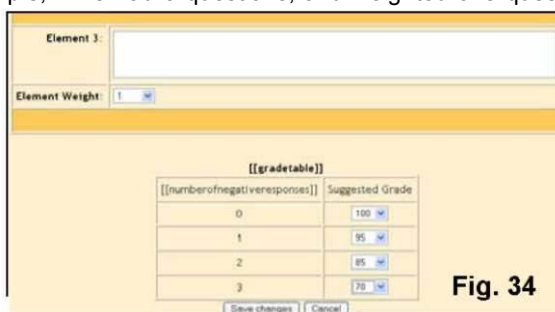 Element 3:
Element Weight: 1
[[gradetable]]
[[numberofnegativeresponses]] Suggested Grade
0 100
1 95
2 85
3 70
Fig. 34
Save changes Cancel